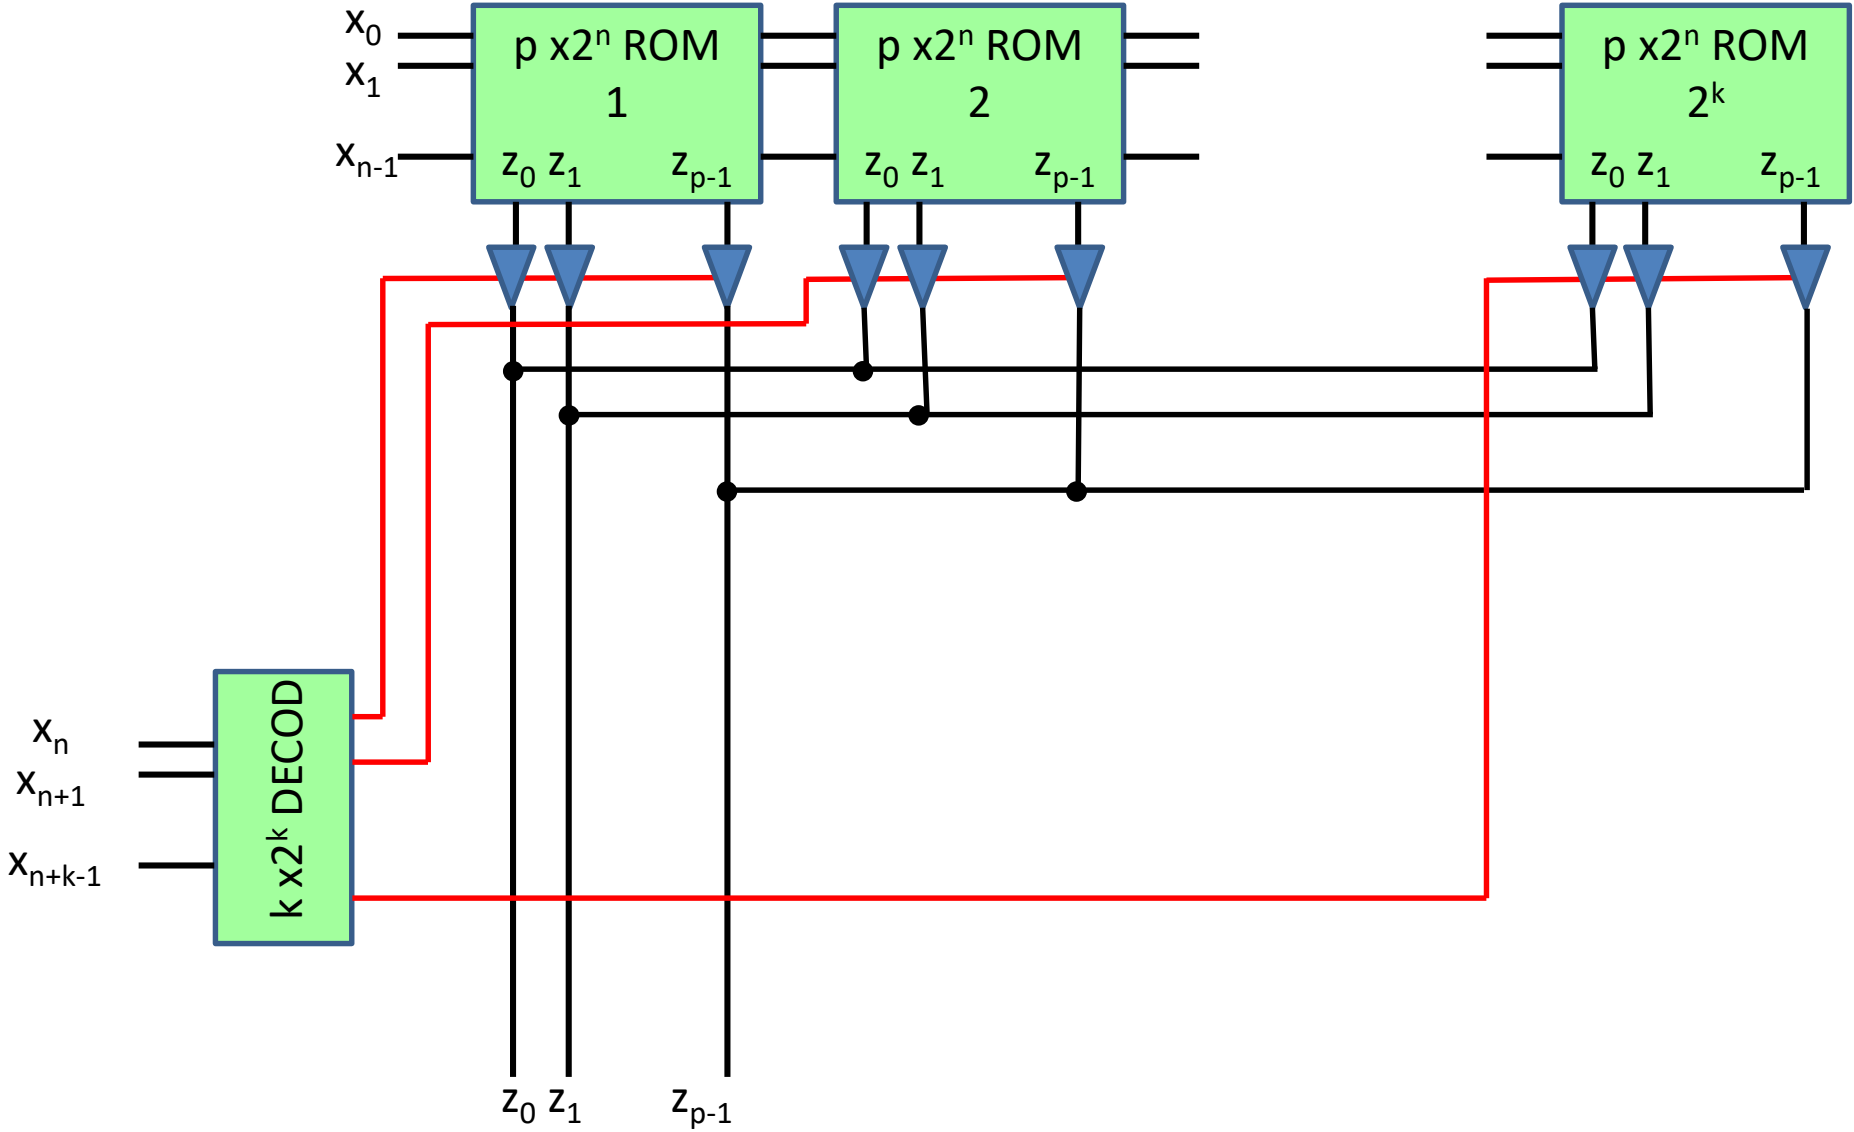 x₀
x₁
xₙ₋₁
p x2ⁿ ROM
1
z₀ z₁ zₚ₋₁
p x2ⁿ ROM
2
z₀ z₁ zₚ₋₁
p x2ⁿ ROM
2ᵏ
z₀ z₁ zₚ₋₁
xₙ
xₙ₊₁
xₙ₊ₖ₋₁
k x2ᵏ DECOD
z₀ z₁ zₚ₋₁